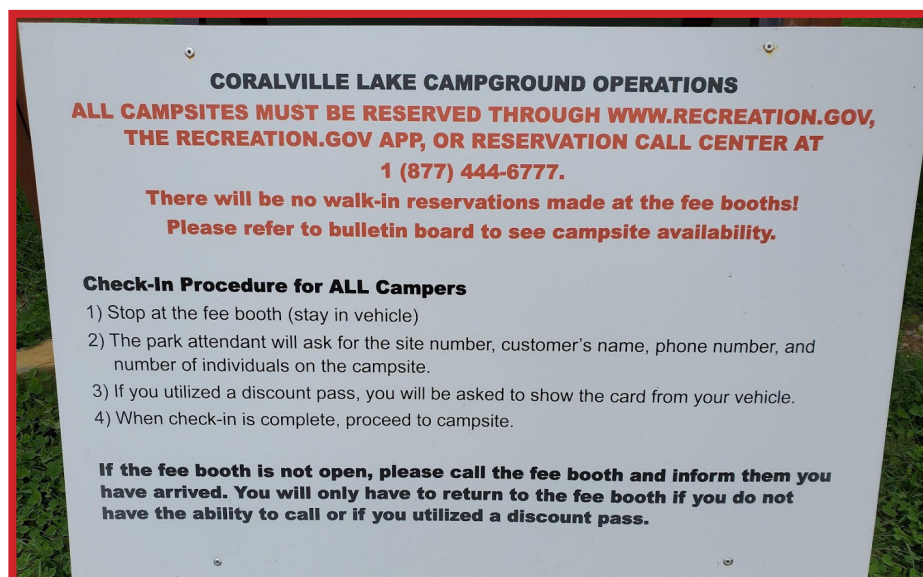 CORALVILLE LAKE CAMPGROUND OPERATIONS
ALL CAMPSITES MUST BE RESERVED THROUGH WWW.RECREATION.GOV,
THE RECREATION.GOV APP, OR RESERVATION CALL CENTER AT
1 (877) 444-6777.
There will be no walk-in reservations made at the fee booths!
Please refer to bulletin board to see campsite availability.
Check-In Procedure for ALL Campers
1) Stop at the fee booth (stay in vehicle)
2) The park attendant will ask for the site number, customer's name, phone number, and
number of individuals on the campsite.
3) If you utilized a discount pass, you will be asked to show the card from your vehicle.
4) When check-in is complete, proceed to campsite.
If the fee booth is not open, please call the fee booth and inform them you
have arrived. You will only have to return to the fee booth if you do not
have the ability to call or if you utilized a discount pass.